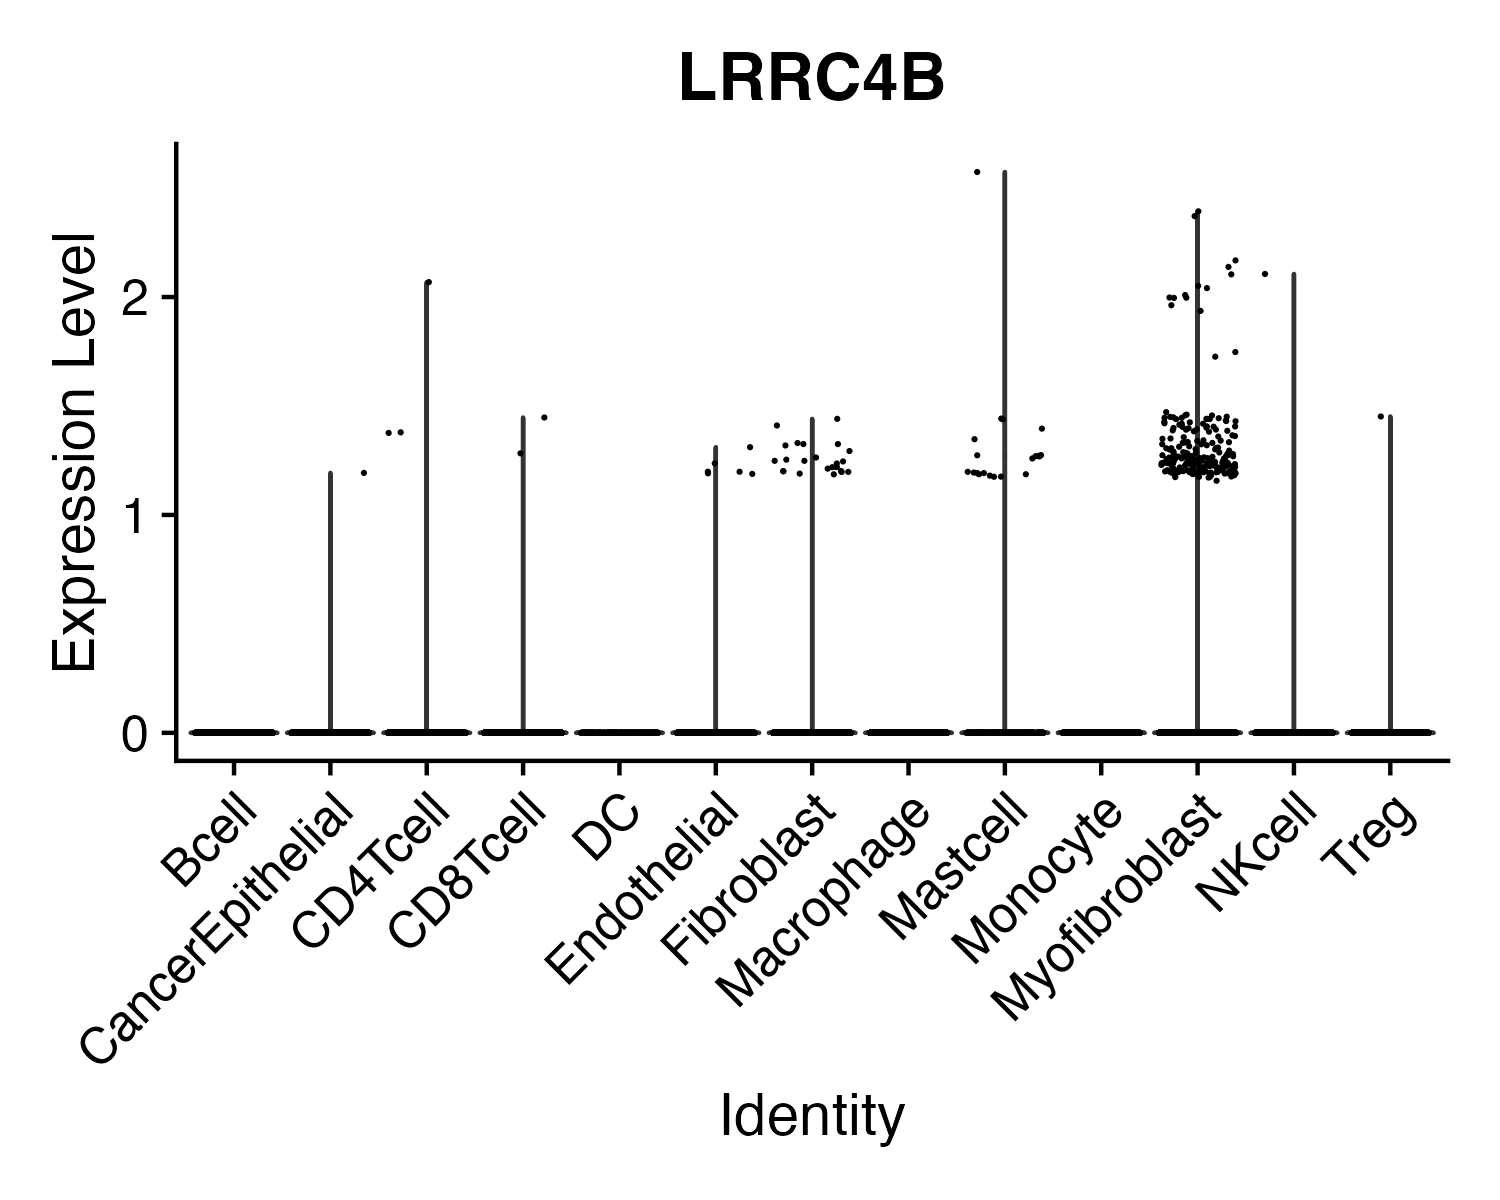 LRRC4B
Expression Level
2
1
0
Bcell
CancerEpithelial
CD4Tcell
CD8Tcell
DC
Endothelial
Fibroblast
Macrophage
Mastcell
Monocyte
Myofibroblast
NKcell
Treg
Identity